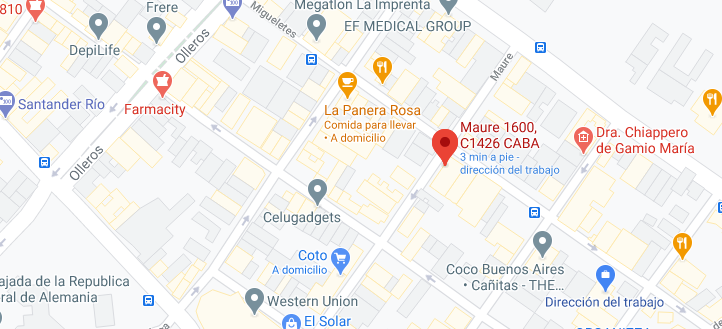 810
Frere
Migueletes
Megatlon La Imprenta
EF MEDICAL GROUP
DepiLife
Olleros
Maure
Santander Río
Farmacity
La Panera Rosa
Comida para llevar
• A domicilio
Maure 1600,
C1426 CABA
3 min a pie -
dirección del trabajo
Dra. Chiappero
de Gamio María
Olleros
Celugadgets
Coto
A domicilio
Coco Buenos Aires
• Cañitas - THE...
ajada de la Republica
ral de Alemania
Western Union
El Solar
Dirección del trabajo